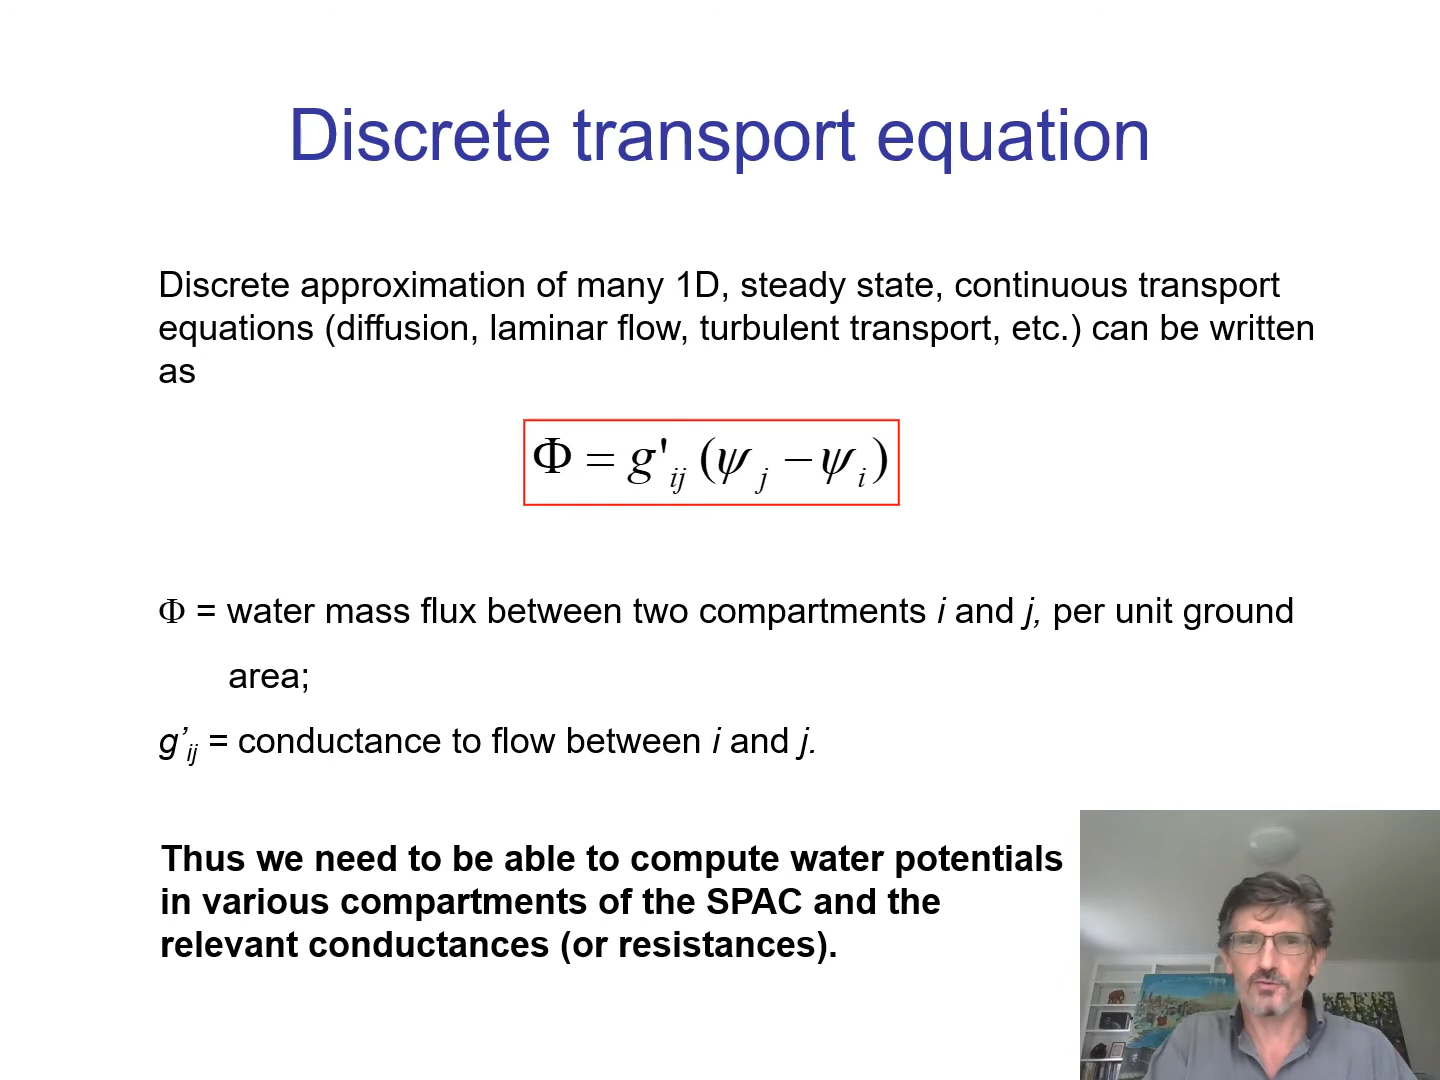 Discrete transport equation
Discrete approximation of many 1D, steady state, continuous transport
equations (diffusion, laminar flow, turbulent transport, etc.) can be written
as
Φ = g'ij (ψj − ψi)
Φ = water mass flux between two compartments i and j, per unit ground
area;
g’ij = conductance to flow between i and j.
Thus we need to be able to compute water potentials
in various compartments of the SPAC and the
relevant conductances (or resistances).